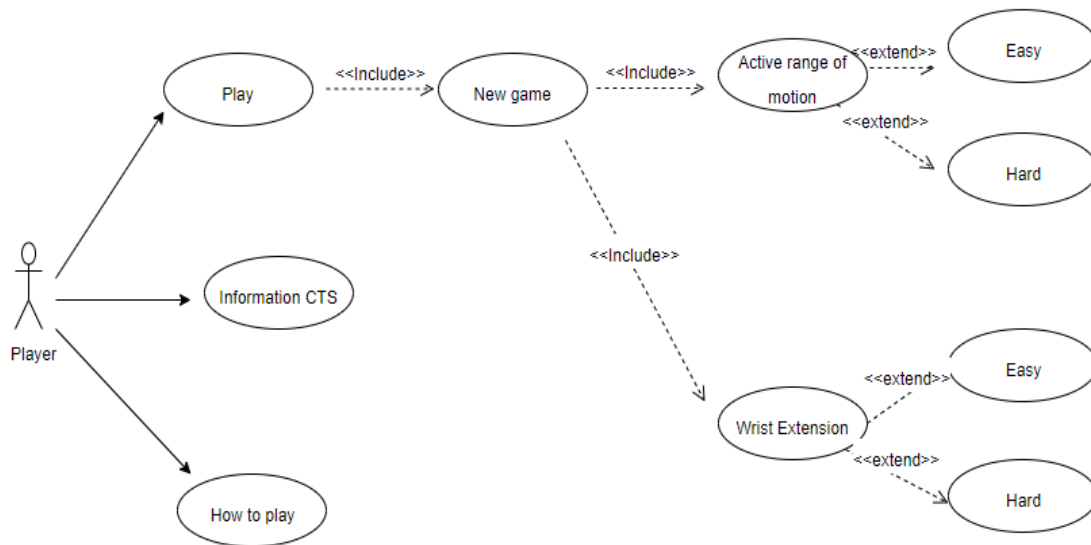 Easy
<<extend>>
Active range of
motion
<<Include>>
<<Include>>
Play
New game
<<extend>>
Hard
<<Include>>
Information CTS
Player
Easy
<<extend>>
Wrist Extension
<<extend>>
Hard
How to play